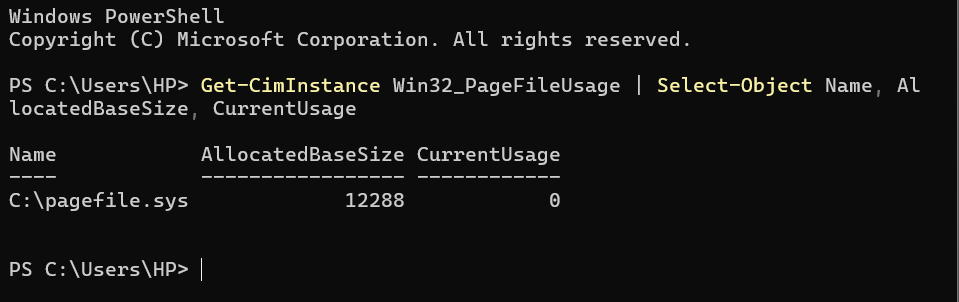 Windows PowerShell
Copyright (C) Microsoft Corporation. All rights reserved.
PS C:\Users\HP> Get-CimInstance Win32_PageFileUsage | Select-Object Name, Al
locatedBaseSize, CurrentUsage
Name            AllocatedBaseSize CurrentUsage
----            ----------------- ------------
C:\pagefile.sys             12288            0
PS C:\Users\HP>